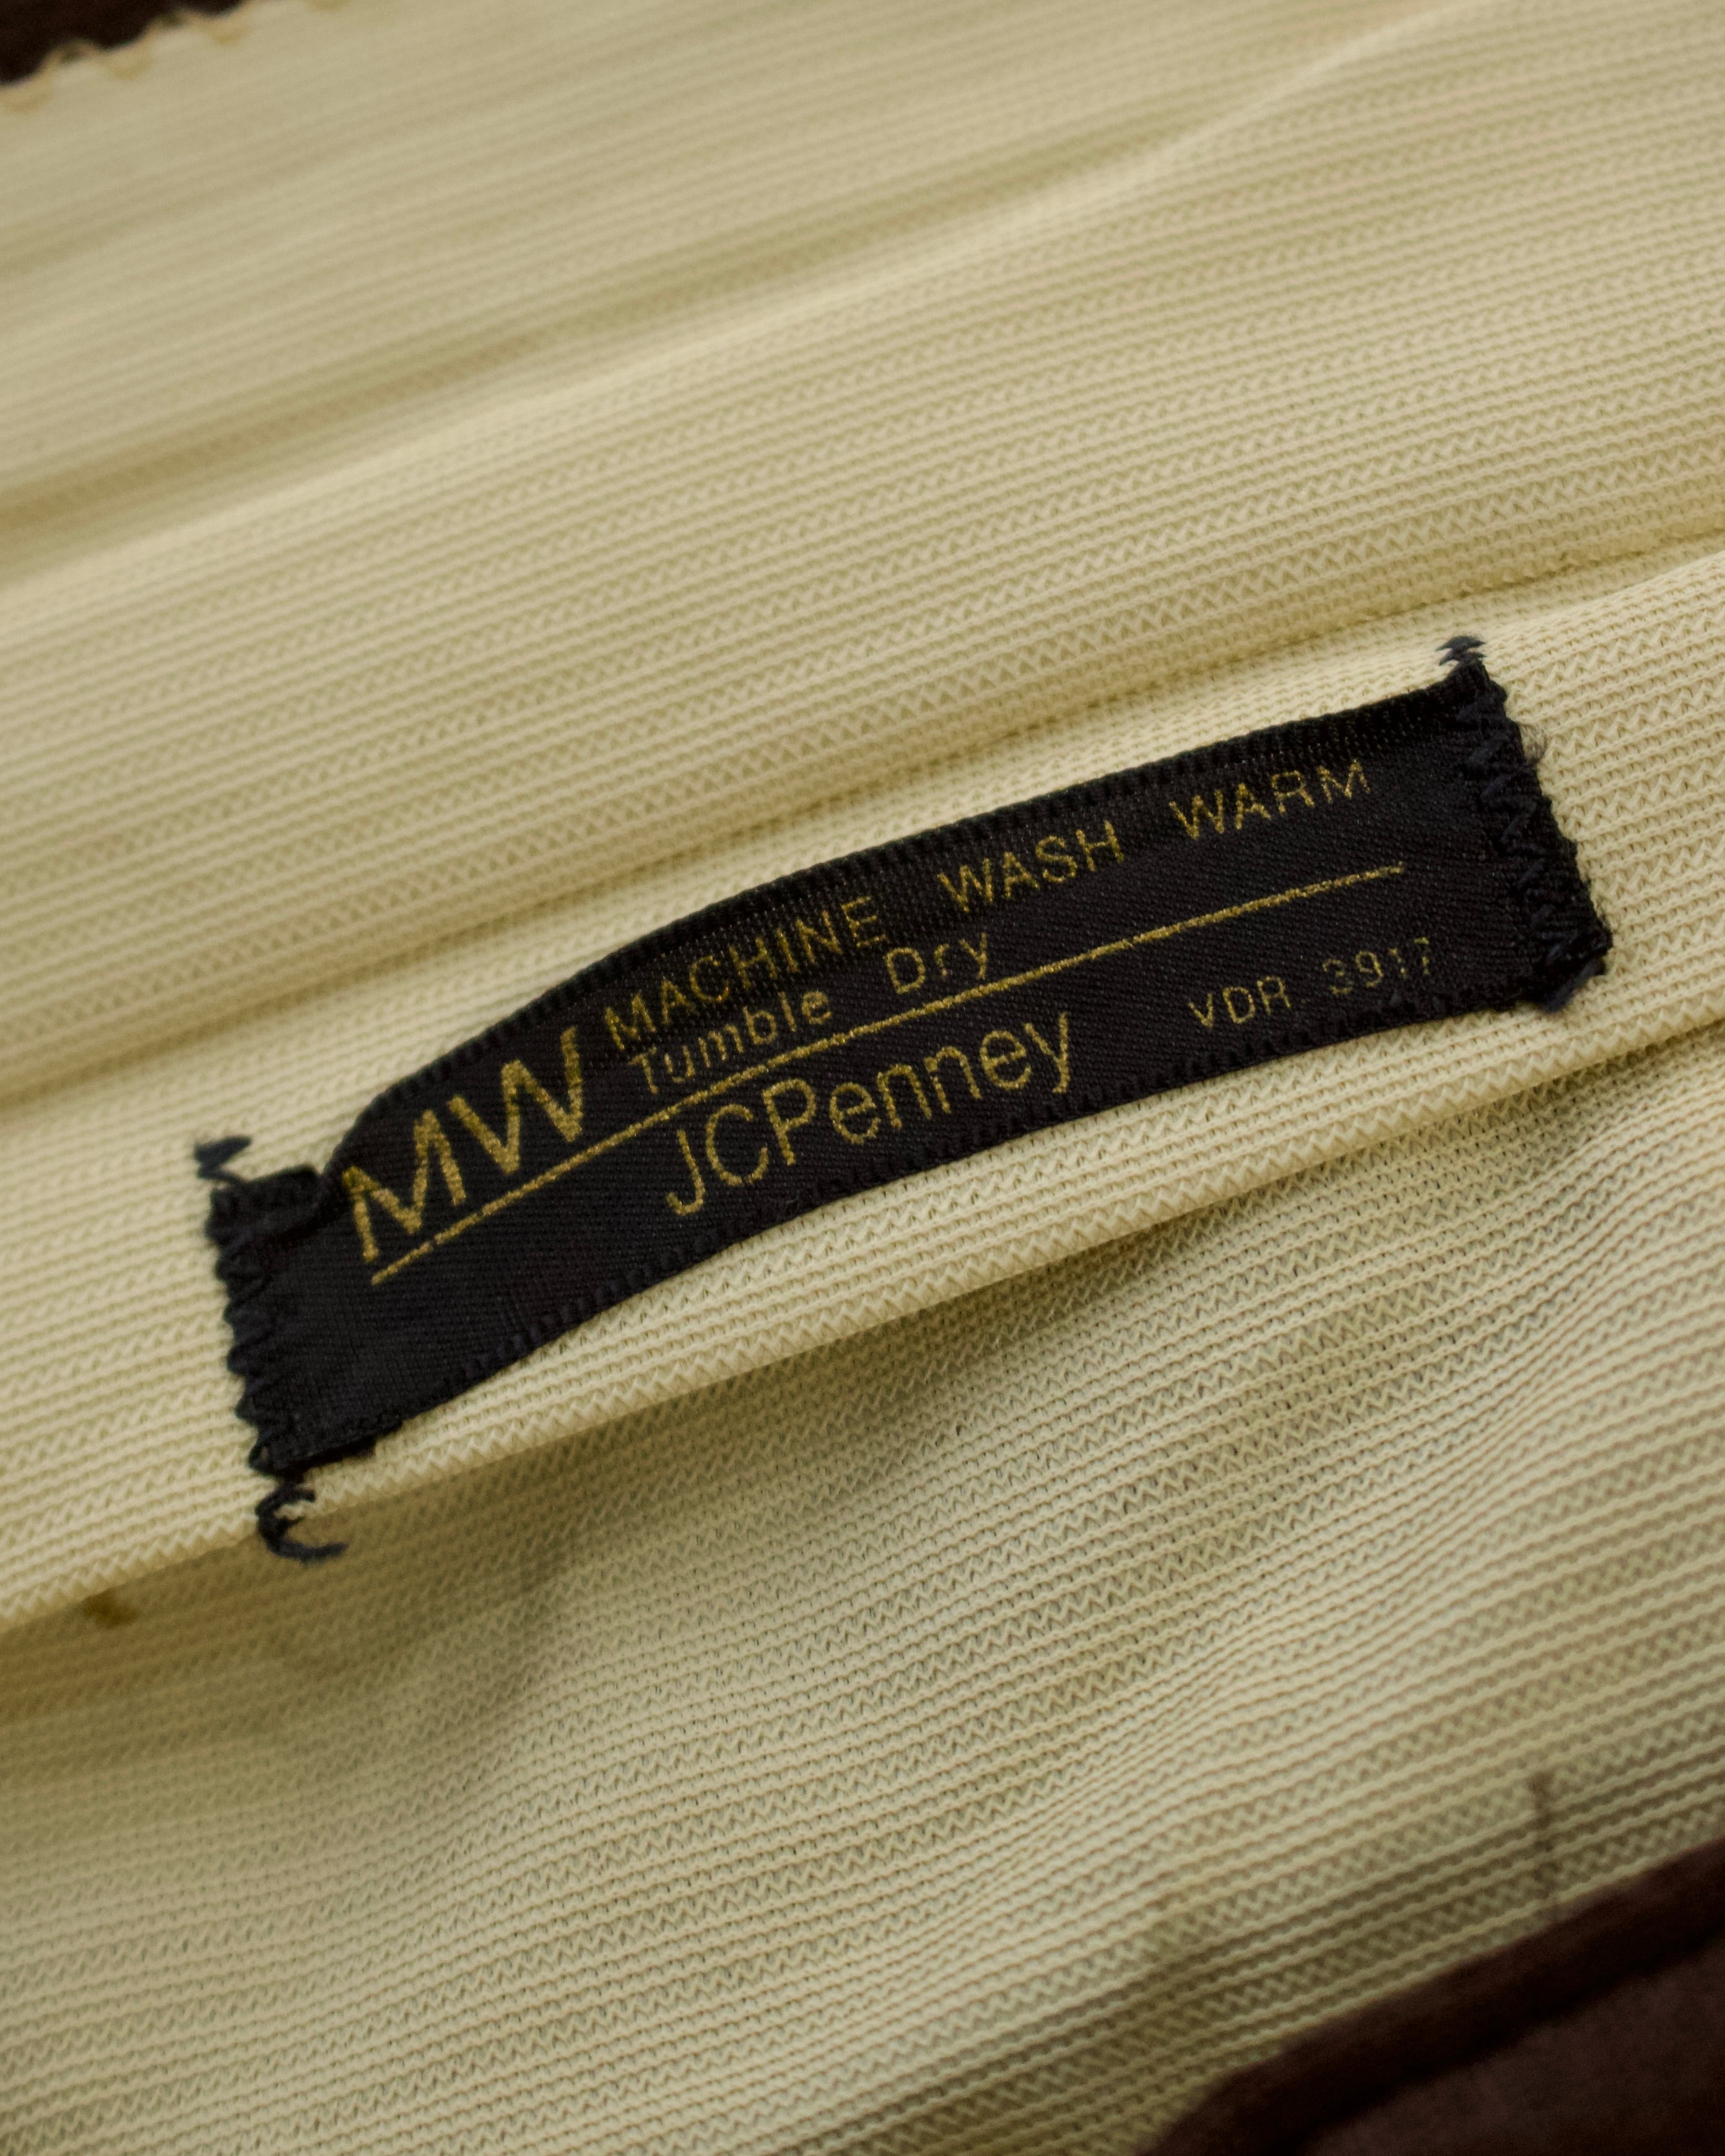 MW MACHINE WASH WARM
Tumble Dry
JCPenney VDR 3917